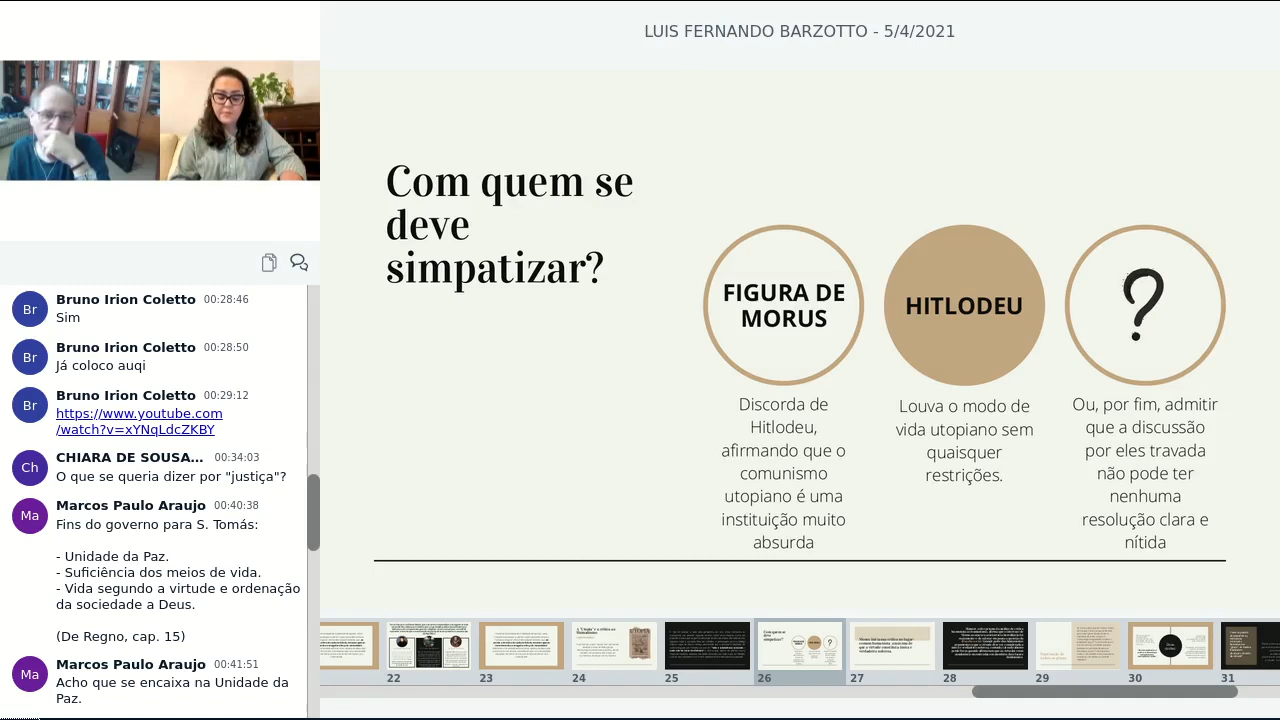 LUIS FERNANDO BARZOTTO - 5/4/2021
Br
Bruno Irion Coletto 00:28:46
Sim
Br
Bruno Irion Coletto 00:28:50
Já coloco auqi
Br
Bruno Irion Coletto 00:29:12
https://www.youtube.com
/watch?v=xYNqLdcZKBY
Ch
CHIARA DE SOUSA... 00:34:03
O que se queria dizer por "justiça"?
Ma
Marcos Paulo Araujo 00:40:38
Fins do governo para S. Tomás:
- Unidade da Paz.
- Suficiência dos meios de vida.
- Vida segundo a virtude e ordenação
da sociedade a Deus.
(De Regno, cap. 15)
Ma
Marcos Paulo Araujo 00:41:31
Acho que se encaixa na Unidade da
Paz.
Com quem se
deve
simpatizar?
FIGURA DE
MORUS
Discorda de
Hitlodeu,
afirmando que o
comunismo
utopiano é uma
instituição muito
absurda
HITLODEU
Louva o modo de
vida utopiano sem
quaisquer
restrições.
?
Ou, por fim, admitir
que a discussão
por eles travada
não pode ter
nenhuma
resolução clara e
nítida
22 23 24 25 26 27 28 29 30 31